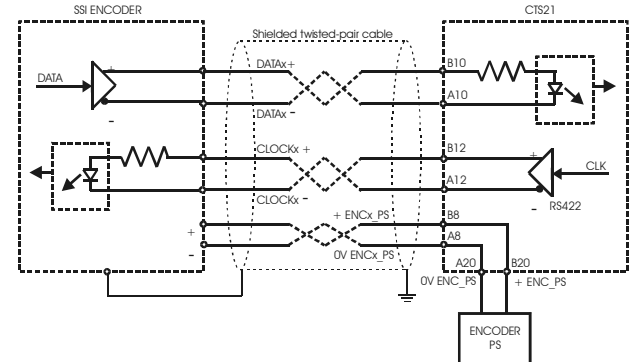 SSI ENCODER
CTS21
Shielded twisted-pair cable
DATAx +
B10
DATA
+
A10
DATAx -
-
CLOCKx +
B12
+
CLK
A12
CLOCKx -
- RS422
+ ENCx_PS
B8
+
A8
-
0V ENCx_PS
A20
B20
0V ENC_PS
+ ENC_PS
ENCODER
PS